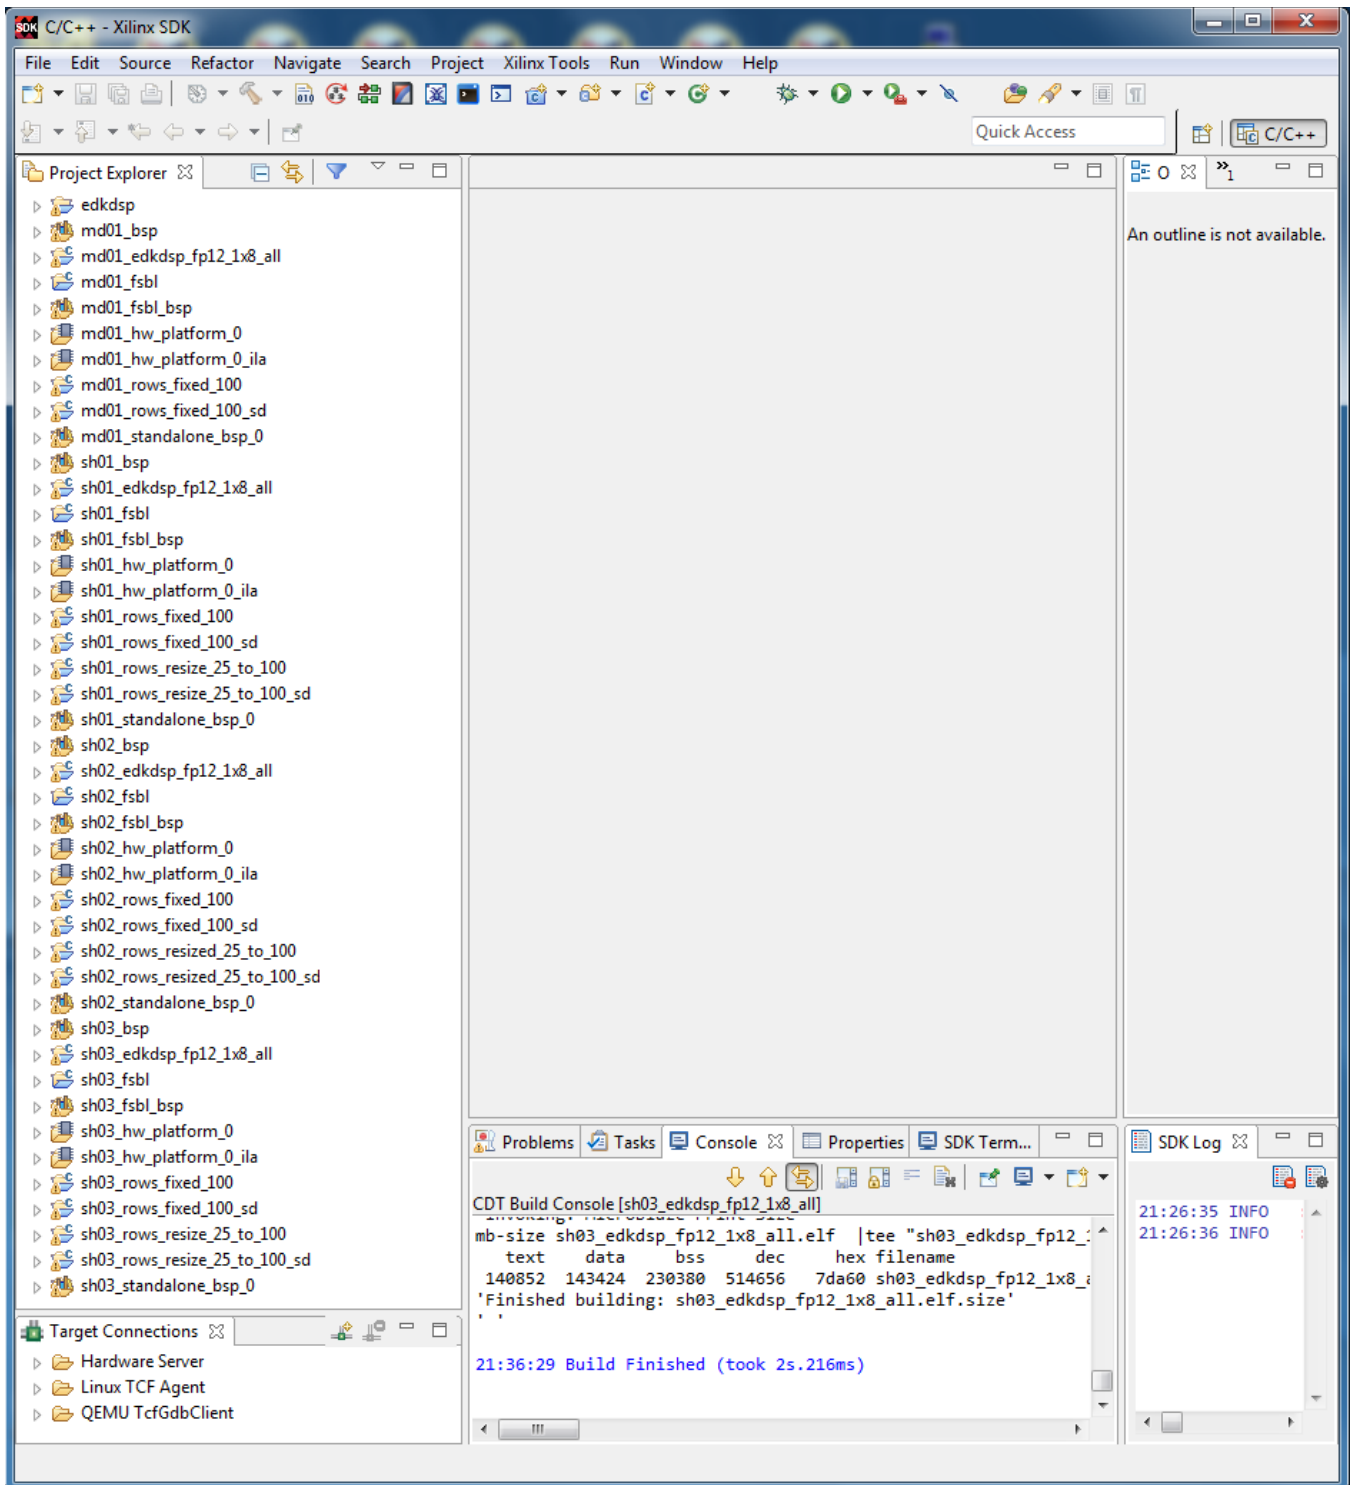 SDK C/C++ - Xilinx SDK
File Edit Source Refactor Navigate Search Project Xilinx Tools Run Window Help
Quick Access
C/C++
Project Explorer
edkdsp
md01_bsp
md01_edkdsp_fp12_1x8_all
md01_fsbl
md01_fsbl_bsp
md01_hw_platform_0
md01_hw_platform_0_ila
md01_rows_fixed_100
md01_rows_fixed_100_sd
md01_standalone_bsp_0
sh01_bsp
sh01_edkdsp_fp12_1x8_all
sh01_fsbl
sh01_fsbl_bsp
sh01_hw_platform_0
sh01_hw_platform_0_ila
sh01_rows_fixed_100
sh01_rows_fixed_100_sd
sh01_rows_resize_25_to_100
sh01_rows_resize_25_to_100_sd
sh01_standalone_bsp_0
sh02_bsp
sh02_edkdsp_fp12_1x8_all
sh02_fsbl
sh02_fsbl_bsp
sh02_hw_platform_0
sh02_hw_platform_0_ila
sh02_rows_fixed_100
sh02_rows_fixed_100_sd
sh02_rows_resized_25_to_100
sh02_rows_resized_25_to_100_sd
sh02_standalone_bsp_0
sh03_bsp
sh03_edkdsp_fp12_1x8_all
sh03_fsbl
sh03_fsbl_bsp
sh03_hw_platform_0
sh03_hw_platform_0_ila
sh03_rows_fixed_100
sh03_rows_fixed_100_sd
sh03_rows_resize_25_to_100
sh03_rows_resize_25_to_100_sd
sh03_standalone_bsp_0
Target Connections
Hardware Server
Linux TCF Agent
QEMU TcfGdbClient
O »1
An outline is not available.
Problems Tasks Console Properties SDK Term...
CDT Build Console [sh03_edkdsp_fp12_1x8_all]
mb-size sh03_edkdsp_fp12_1x8_all.elf |tee "sh03_edkdsp_fp12_
text data bss dec hex filename
140852 143424 230380 514656 7da60 sh03_edkdsp_fp12_1x8_
'Finished building: sh03_edkdsp_fp12_1x8_all.elf.size'
' '
21:36:29 Build Finished (took 2s.216ms)
SDK Log
21:26:35 INFO
21:26:36 INFO